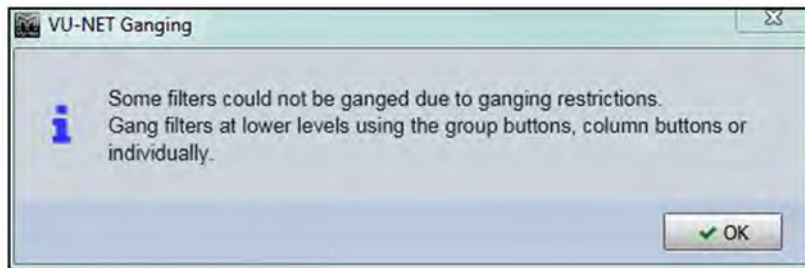 VU-NET Ganging
Some filters could not be ganged due to ganging restrictions.
Gang filters at lower levels using the group buttons, column buttons or
individually.
OK